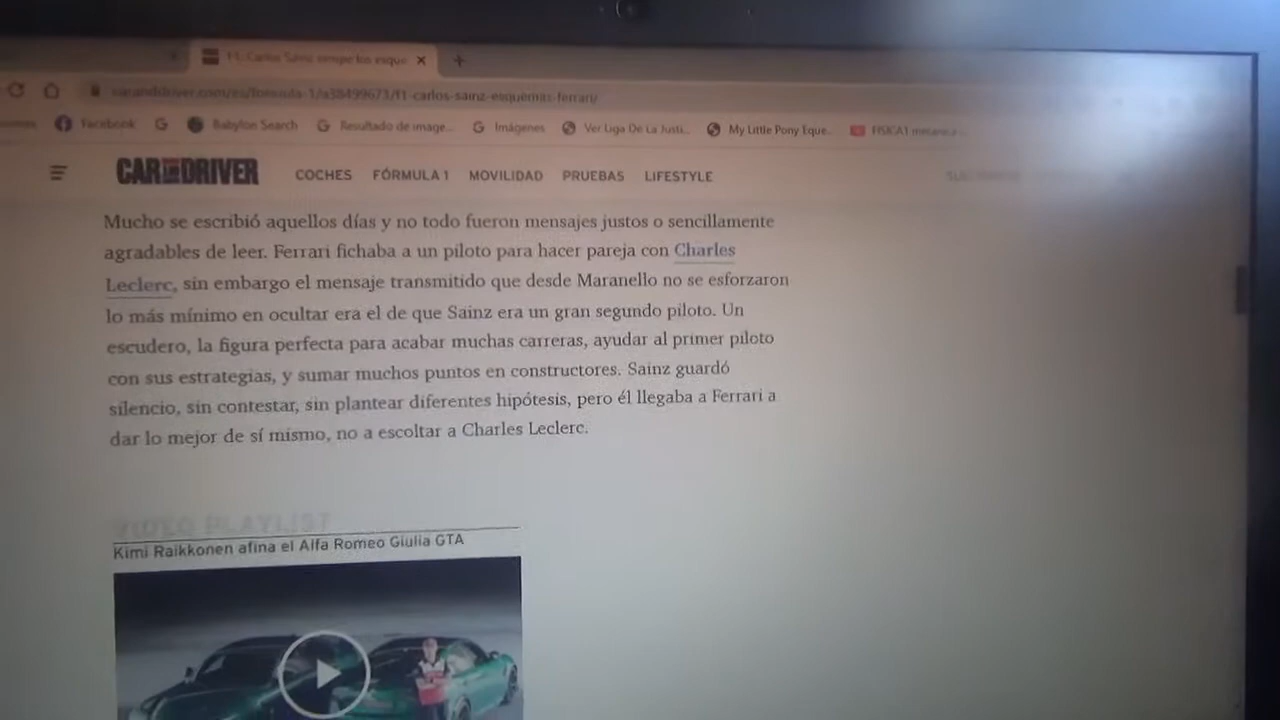 F1: Carlos Sainz rompe los esque
caranddriver.com/es/formula-1/a38499673/f1-carlos-sainz-esquemas-ferrari/
Facebook G Babylon Search Resultado de image... Imágenes Ver Liga De La Justi... My Little Pony Eque... FISICA1
CAR AND DRIVER COCHES FÓRMULA 1 MOVILIDAD PRUEBAS LIFESTYLE
Mucho se escribió aquellos días y no todo fueron mensajes justos o sencillamente
agradables de leer. Ferrari fichaba a un piloto para hacer pareja con Charles
Leclerc, sin embargo el mensaje transmitido que desde Maranello no se esforzaron
lo más mínimo en ocultar era el de que Sainz era un gran segundo piloto. Un
escudero, la figura perfecta para acabar muchas carreras, ayudar al primer piloto
con sus estrategias, y sumar muchos puntos en constructores. Sainz guardó
silencio, sin contestar, sin plantear diferentes hipótesis, pero él llegaba a Ferrari a
dar lo mejor de sí mismo, no a escoltar a Charles Leclerc.
VIDEO PLAYLIST
Kimi Raikkonen afina el Alfa Romeo Giulia GTA